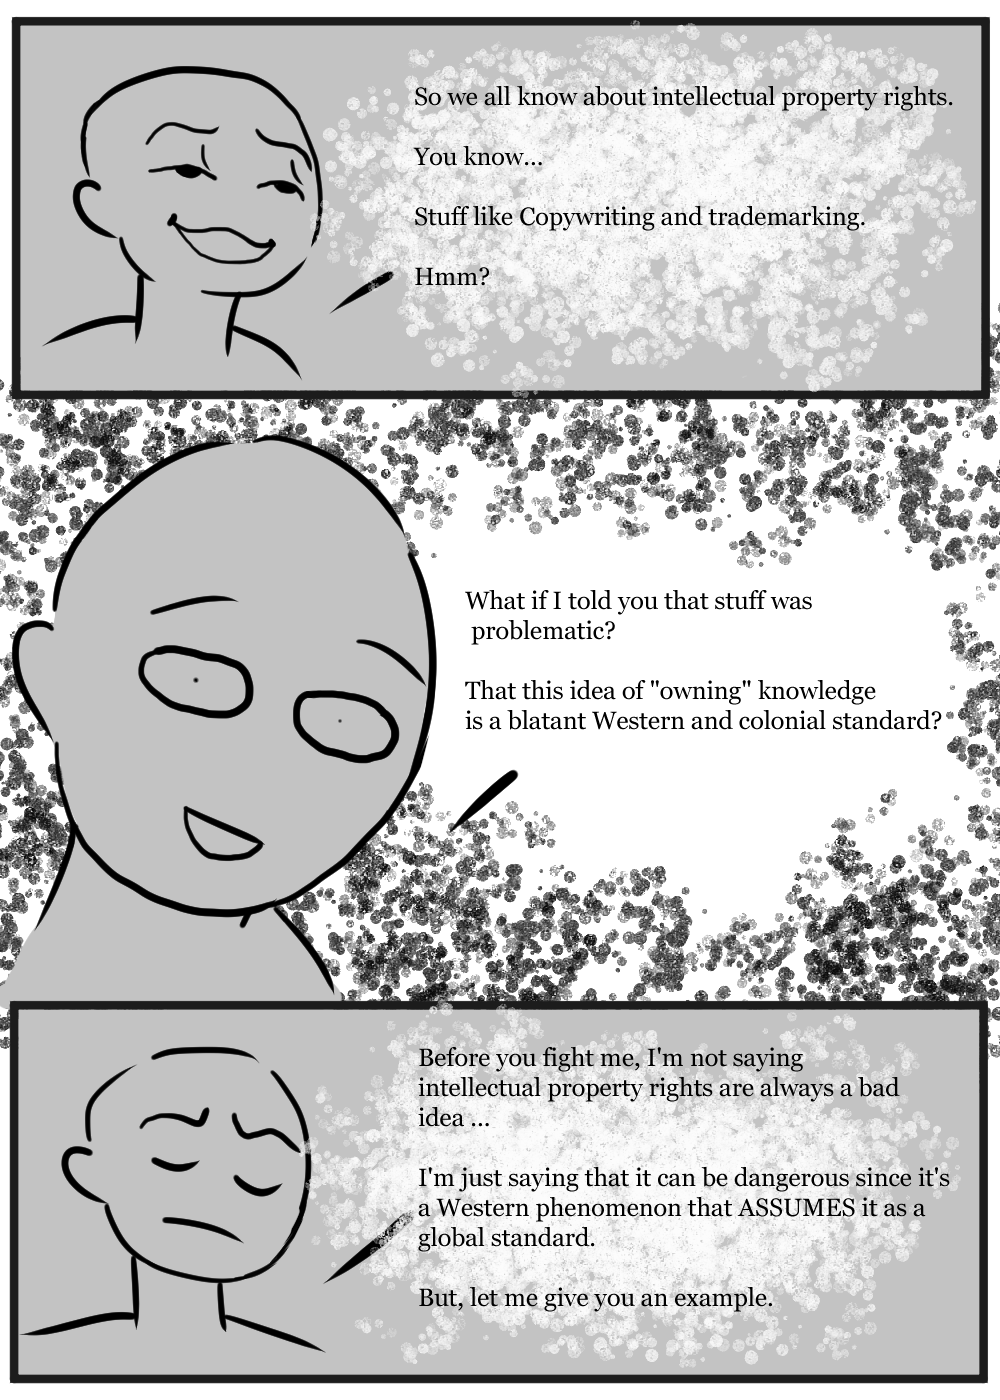 So we all know about intellectual property rights.
You know...
Stuff like Copywriting and trademarking.
Hmm?
What if I told you that stuff was
problematic?
That this idea of "owning" knowledge
is a blatant Western and colonial standard?
Before you fight me, I'm not saying
intellectual property rights are always a bad
idea ...
I'm just saying that it can be dangerous since it's
a Western phenomenon that ASSUMES it as a
global standard.
But, let me give you an example.